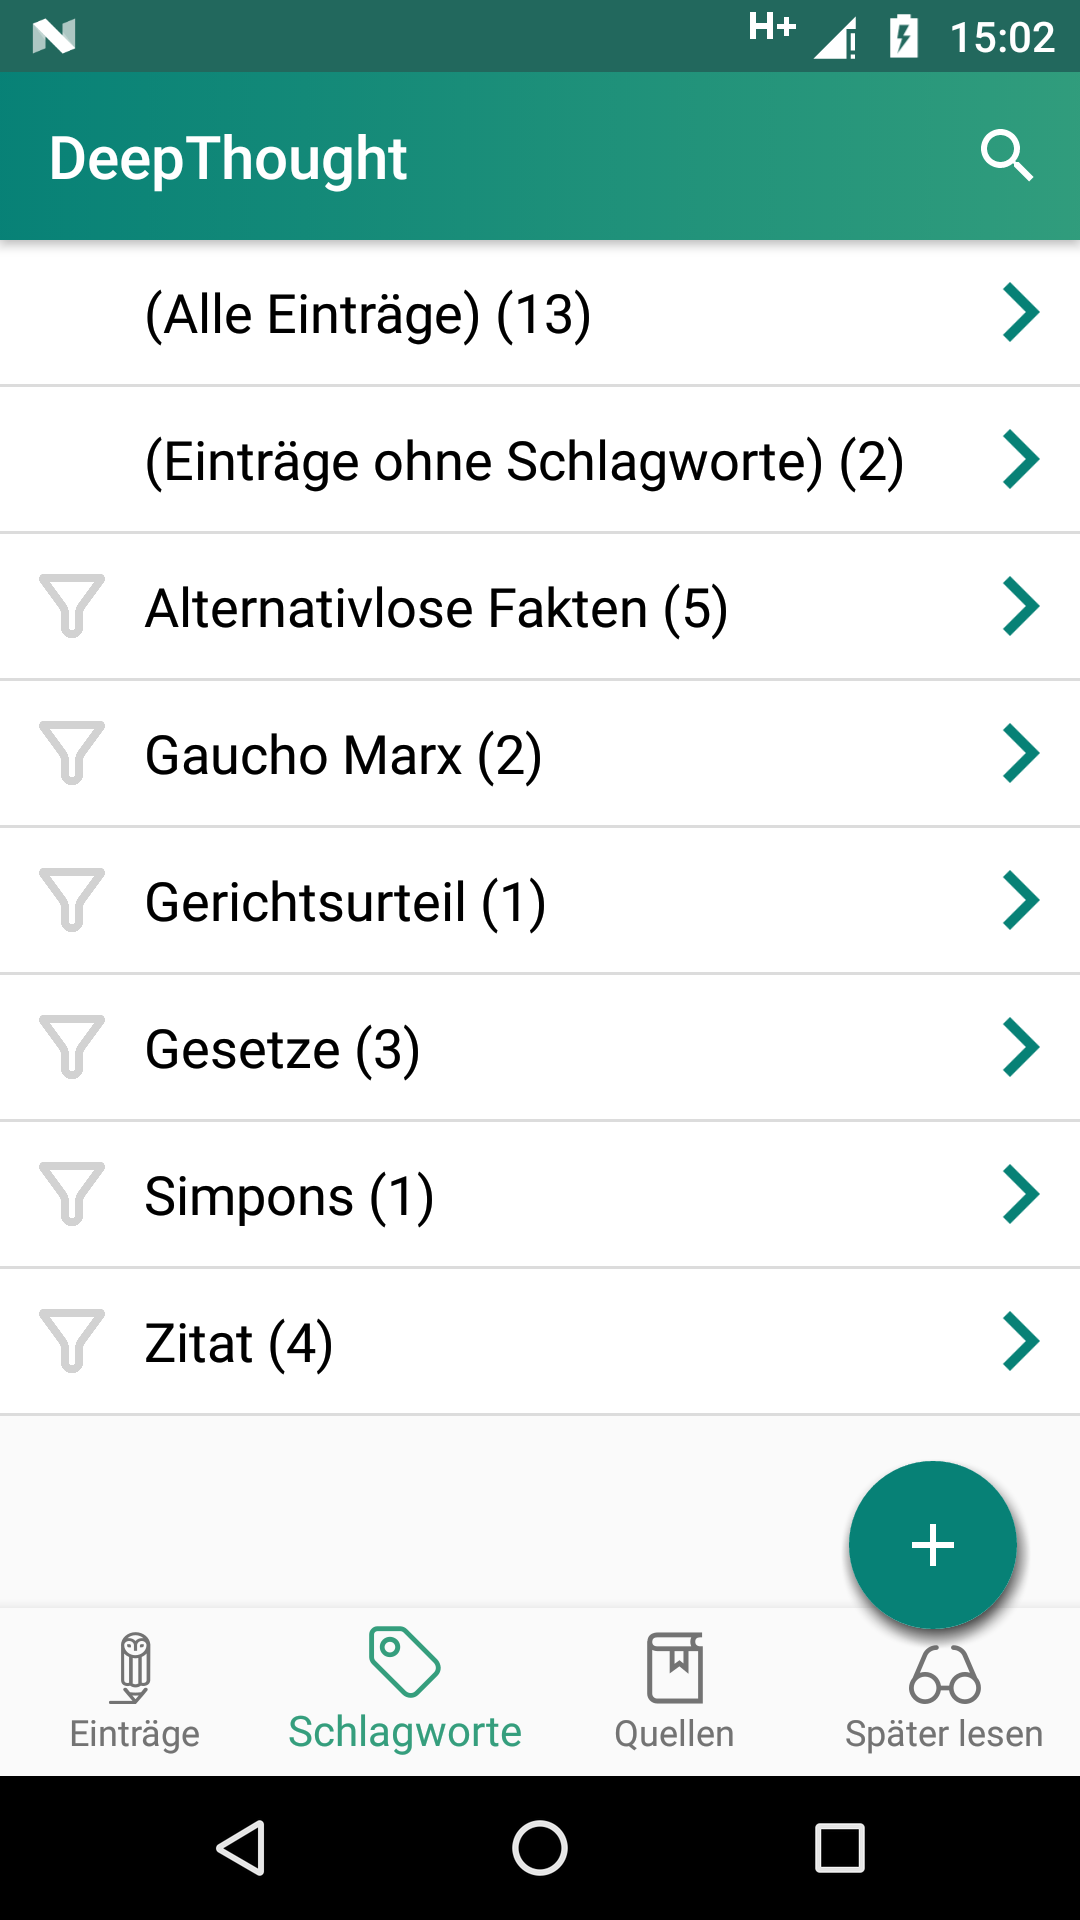 H+ 15:02
DeepThought
(Alle Einträge) (13)
(Einträge ohne Schlagworte) (2)
Alternativlose Fakten (5)
Gaucho Marx (2)
Gerichtsurteil (1)
Gesetze (3)
Simpons (1)
Zitat (4)
Einträge Schlagworte Quellen Später lesen